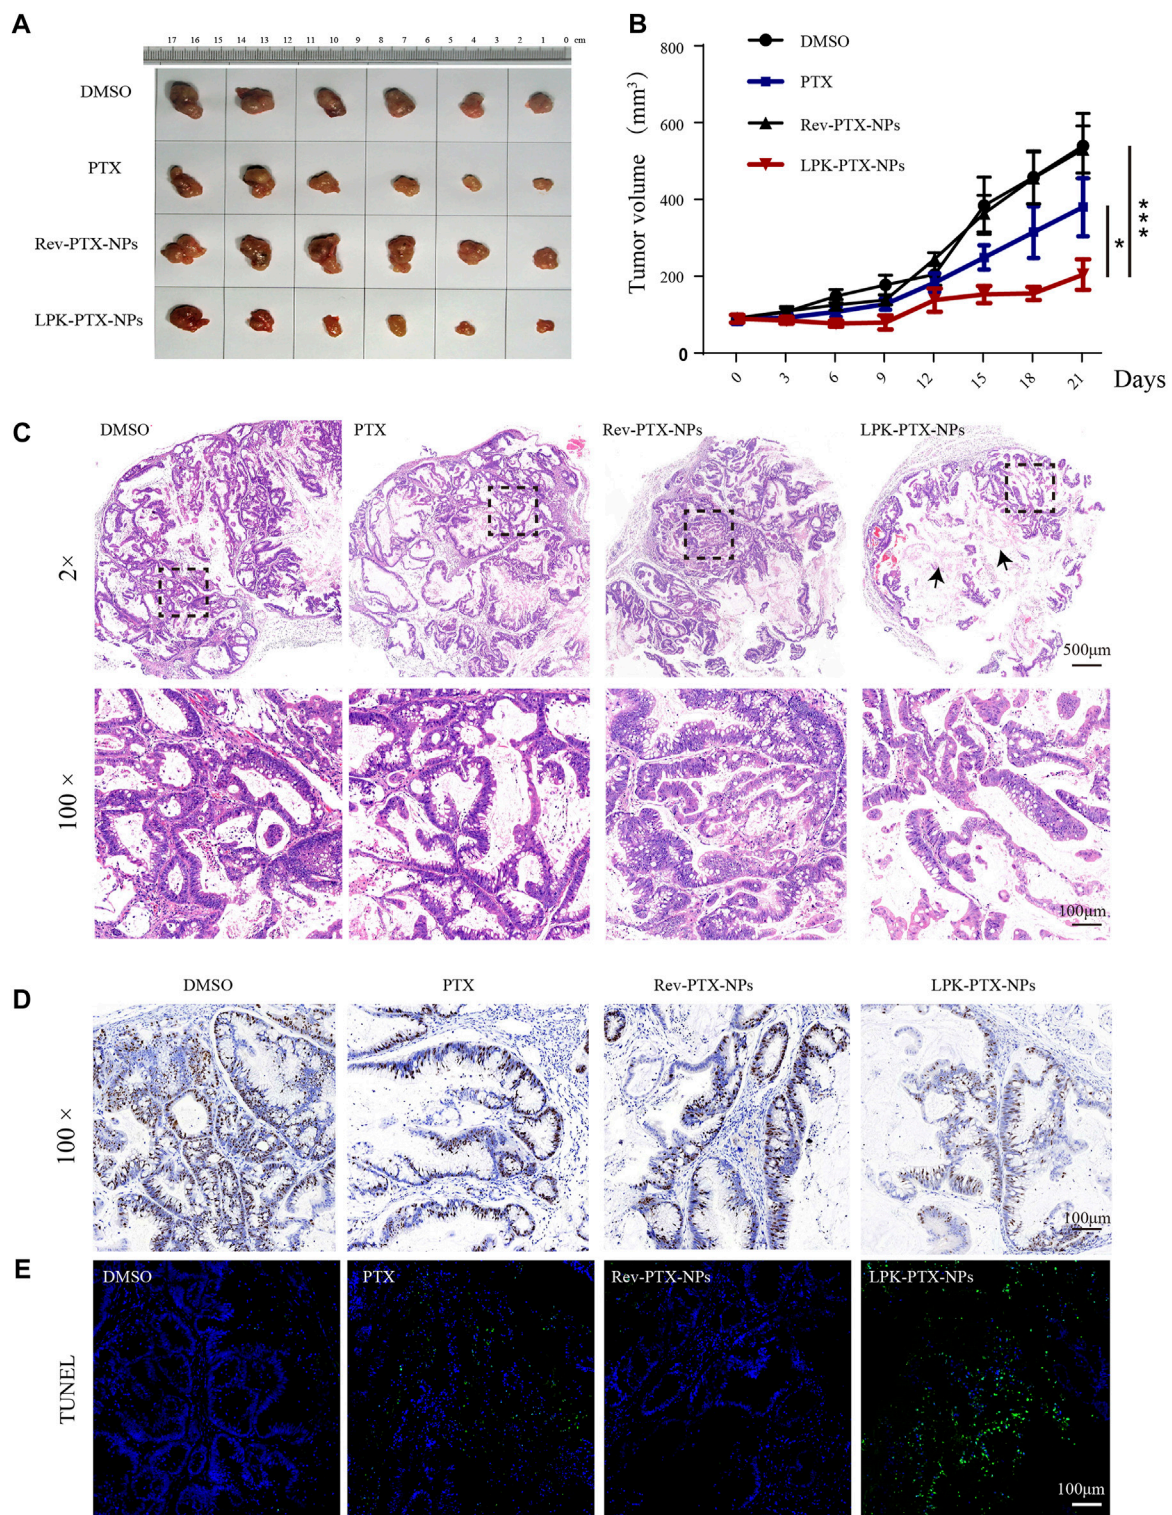 A
17 16 15 14 13 12 11 10 9 8 7 6 5 4 3 2 1 0 cm
DMSO
PTX
Rev-PTX-NPs
LPK-PTX-NPs
B
DMSO
PTX
Rev-PTX-NPs
LPK-PTX-NPs
Tumor volume (mm³)
800
600
400
200
0
0 3 6 9 12 15 18 21
Days
*
***
C
DMSO PTX Rev-PTX-NPs LPK-PTX-NPs
2×
500μm
100 ×
100μm
D
DMSO PTX Rev-PTX-NPs LPK-PTX-NPs
100 ×
100μm
E
DMSO PTX Rev-PTX-NPs LPK-PTX-NPs
TUNEL
100μm